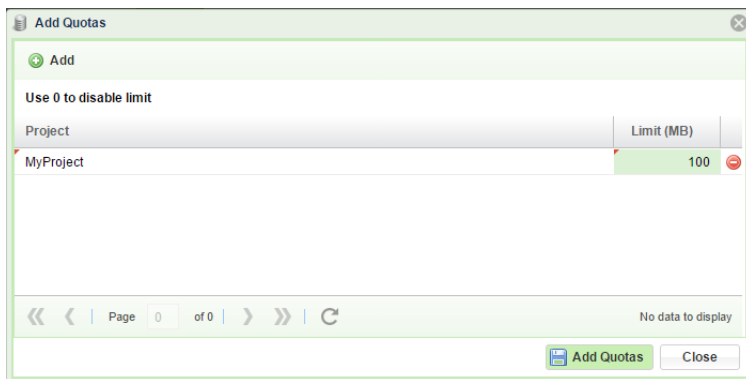 Add Quotas
Add
Use 0 to disable limit
Project Limit (MB)
MyProject 100
Page 0 of 0 No data to display
Add Quotas Close